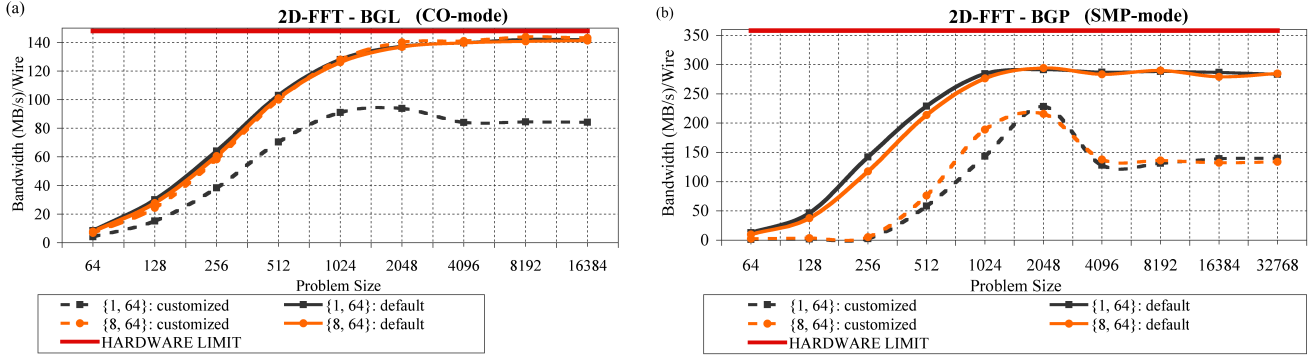 (a)
2D-FFT - BGL (CO-mode)
Bandwidth (MB/s)/Wire
140
120
100
80
60
40
20
0
64 128 256 512 1024 2048 4096 8192 16384
Problem Size
{1, 64}: customized {1, 64}: default
{8, 64}: customized {8, 64}: default
HARDWARE LIMIT
(b)
2D-FFT - BGP (SMP-mode)
Bandwidth (MB/s)/Wire
350
300
250
200
150
100
50
0
64 128 256 512 1024 2048 4096 8192 16384 32768
Problem Size
{1, 64}: customized {1, 64}: default
{8, 64}: customized {8, 64}: default
HARDWARE LIMIT